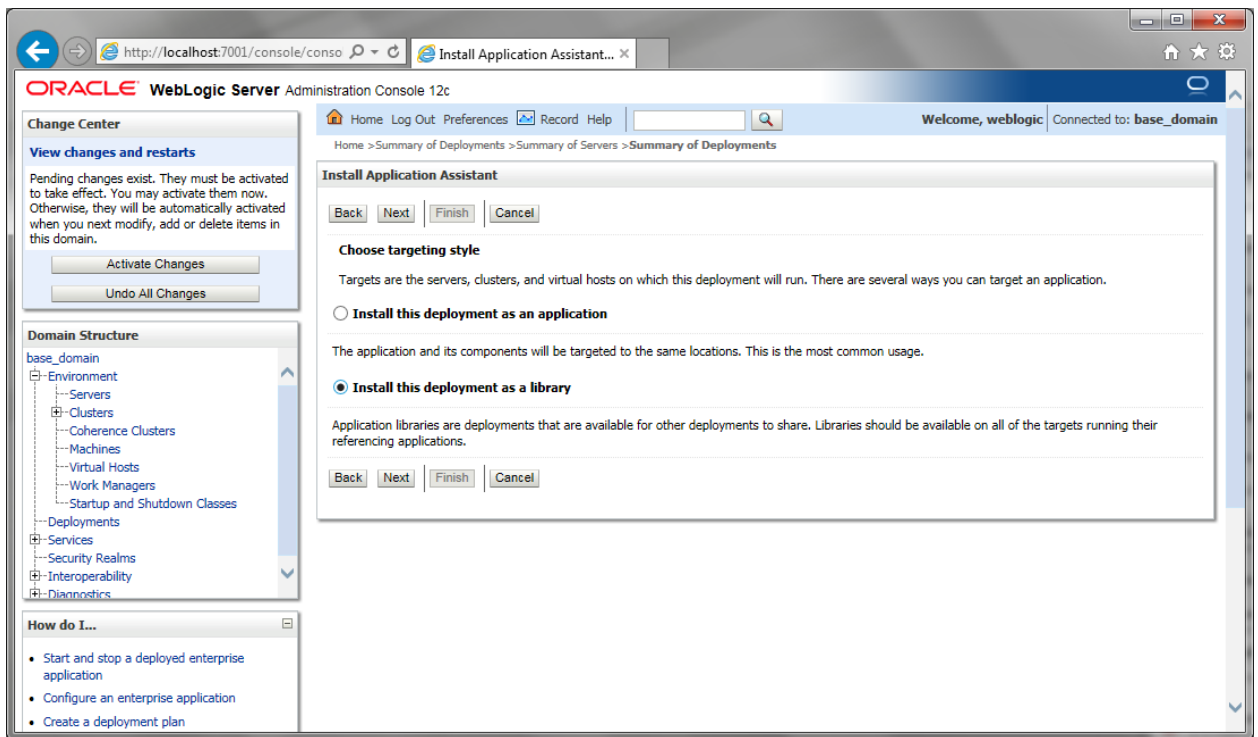 http://localhost:7001/console/conso
Install Application Assistant...
ORACLE WebLogic Server Administration Console 12c
Change Center
View changes and restarts
Pending changes exist. They must be activated
to take effect. You may activate them now.
Otherwise, they will be automatically activated
when you next modify, add or delete items in
this domain.
Activate Changes
Undo All Changes
Domain Structure
base_domain
Environment
Servers
Clusters
Coherence Clusters
Machines
Virtual Hosts
Work Managers
Startup and Shutdown Classes
Deployments
Services
Security Realms
Interoperability
Diagnostics
How do I...
Start and stop a deployed enterprise
application
Configure an enterprise application
Create a deployment plan
Home Log Out Preferences Record Help
Welcome, weblogic Connected to: base_domain
Home >Summary of Deployments >Summary of Servers >Summary of Deployments
Install Application Assistant
Back Next Finish Cancel
Choose targeting style
Targets are the servers, clusters, and virtual hosts on which this deployment will run. There are several ways you can target an application.
Install this deployment as an application
The application and its components will be targeted to the same locations. This is the most common usage.
Install this deployment as a library
Application libraries are deployments that are available for other deployments to share. Libraries should be available on all of the targets running their
referencing applications.
Back Next Finish Cancel